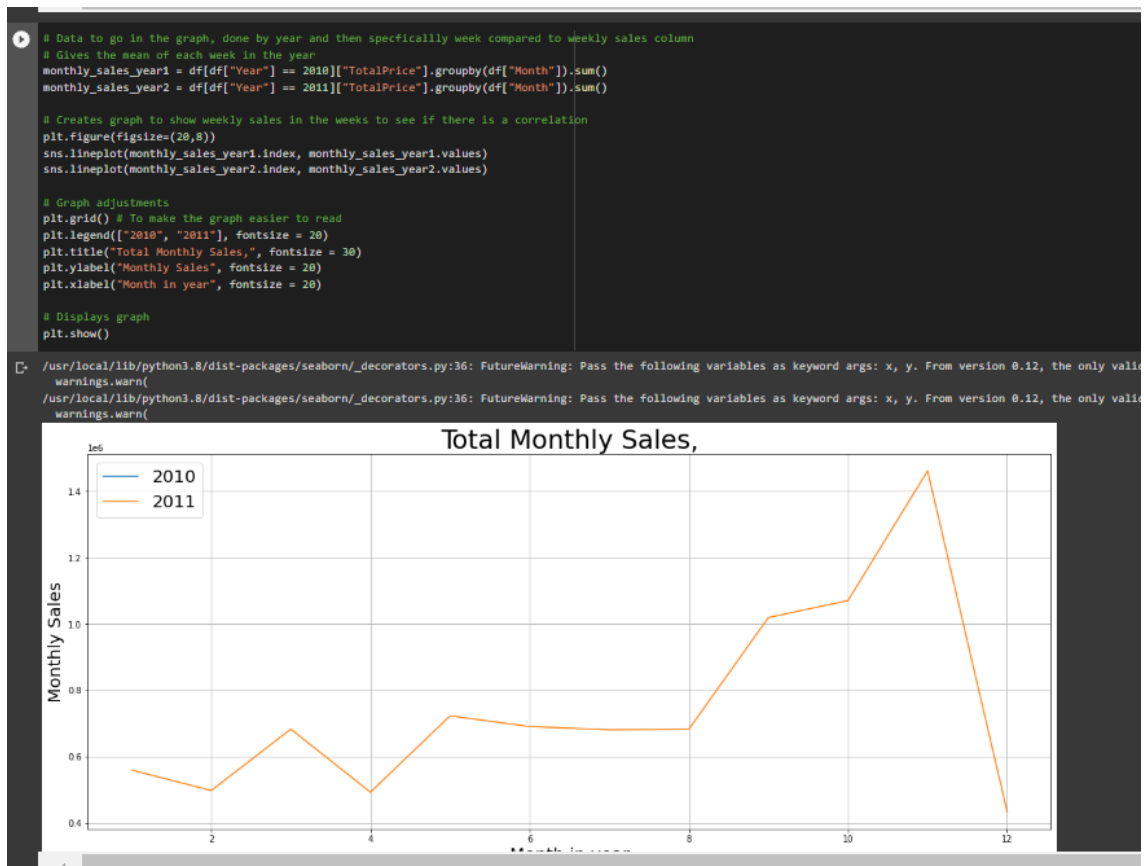 # Data to go in the graph, done by year and then specficallly week compared to weekly sales column
# Gives the mean of each week in the year
monthly_sales_year1 = df[df["Year"] == 2010]["TotalPrice"].groupby(df["Month"]).sum()
monthly_sales_year2 = df[df["Year"] == 2011]["TotalPrice"].groupby(df["Month"]).sum()
# Creates graph to show weekly sales in the weeks to see if there is a correlation
plt.figure(figsize=(20,8))
sns.lineplot(monthly_sales_year1.index, monthly_sales_year1.values)
sns.lineplot(monthly_sales_year2.index, monthly_sales_year2.values)
# Graph adjustments
plt.grid() # To make the graph easier to read
plt.legend(["2010", "2011"], fontsize = 20)
plt.title("Total Monthly Sales,", fontsize = 30)
plt.ylabel("Monthly Sales", fontsize = 20)
plt.xlabel("Month in year", fontsize = 20)
# Displays graph
plt.show()
/usr/local/lib/python3.8/dist-packages/seaborn/_decorators.py:36: FutureWarning: Pass the following variables as keyword args: x, y. From version 0.12, the only
warnings.warn(
/usr/local/lib/python3.8/dist-packages/seaborn/_decorators.py:36: FutureWarning: Pass the following variables as keyword args: x, y. From version 0.12, the only
warnings.warn(
Total Monthly Sales,
1e6
2010
2011
1.4
1.2
1.0
0.8
0.6
0.4
Monthly Sales
2 4 6 8 10 12
Month in year